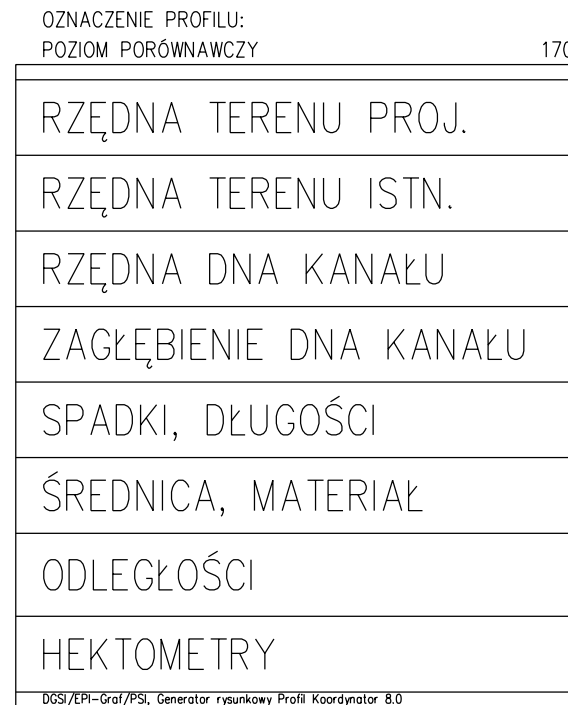 OZNACZENIE PROFILU:
POZIOM PORÓWNAWCZY 170
RZĘDNA TERENU PROJ.
RZĘDNA TERENU ISTN.
RZĘDNA DNA KANAŁU
ZAGŁĘBIENIE DNA KANAŁU
SPADKI, DŁUGOŚCI
ŚREDNICA, MATERIAŁ
ODLEGŁOŚCI
HEKTOMETRY
DGSI/EPI-Graf/PSI, Generator rysunkowy Profil Koordynator 8.0